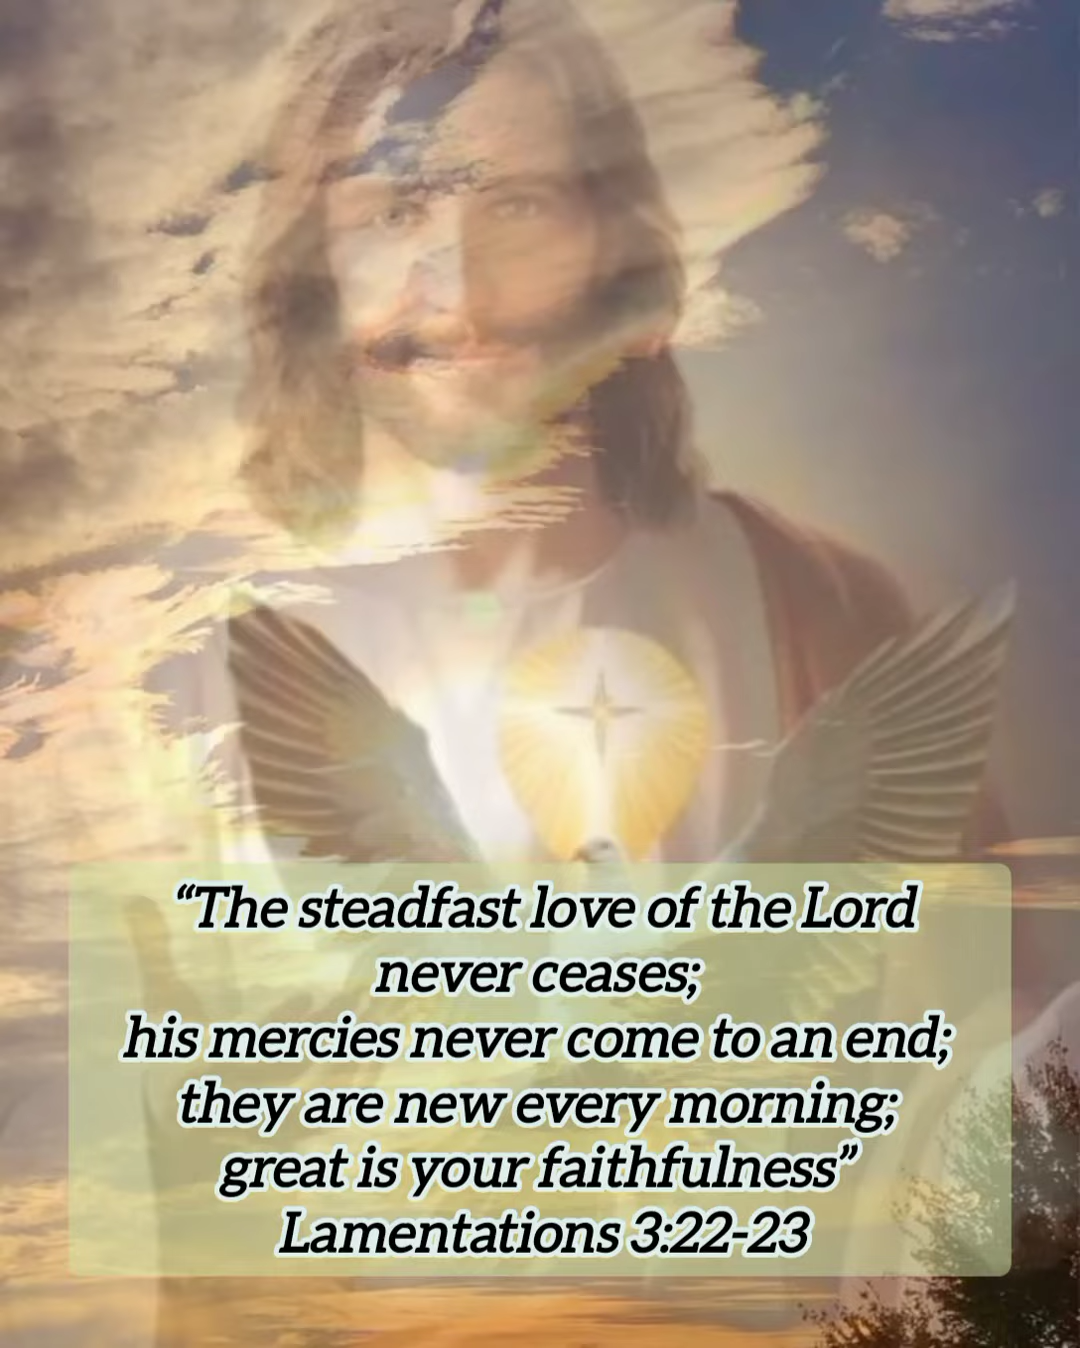 “The steadfast love of the Lord
never ceases;
his mercies never come to an end;
they are new every morning;
great is your faithfulness”
Lamentations 3:22-23